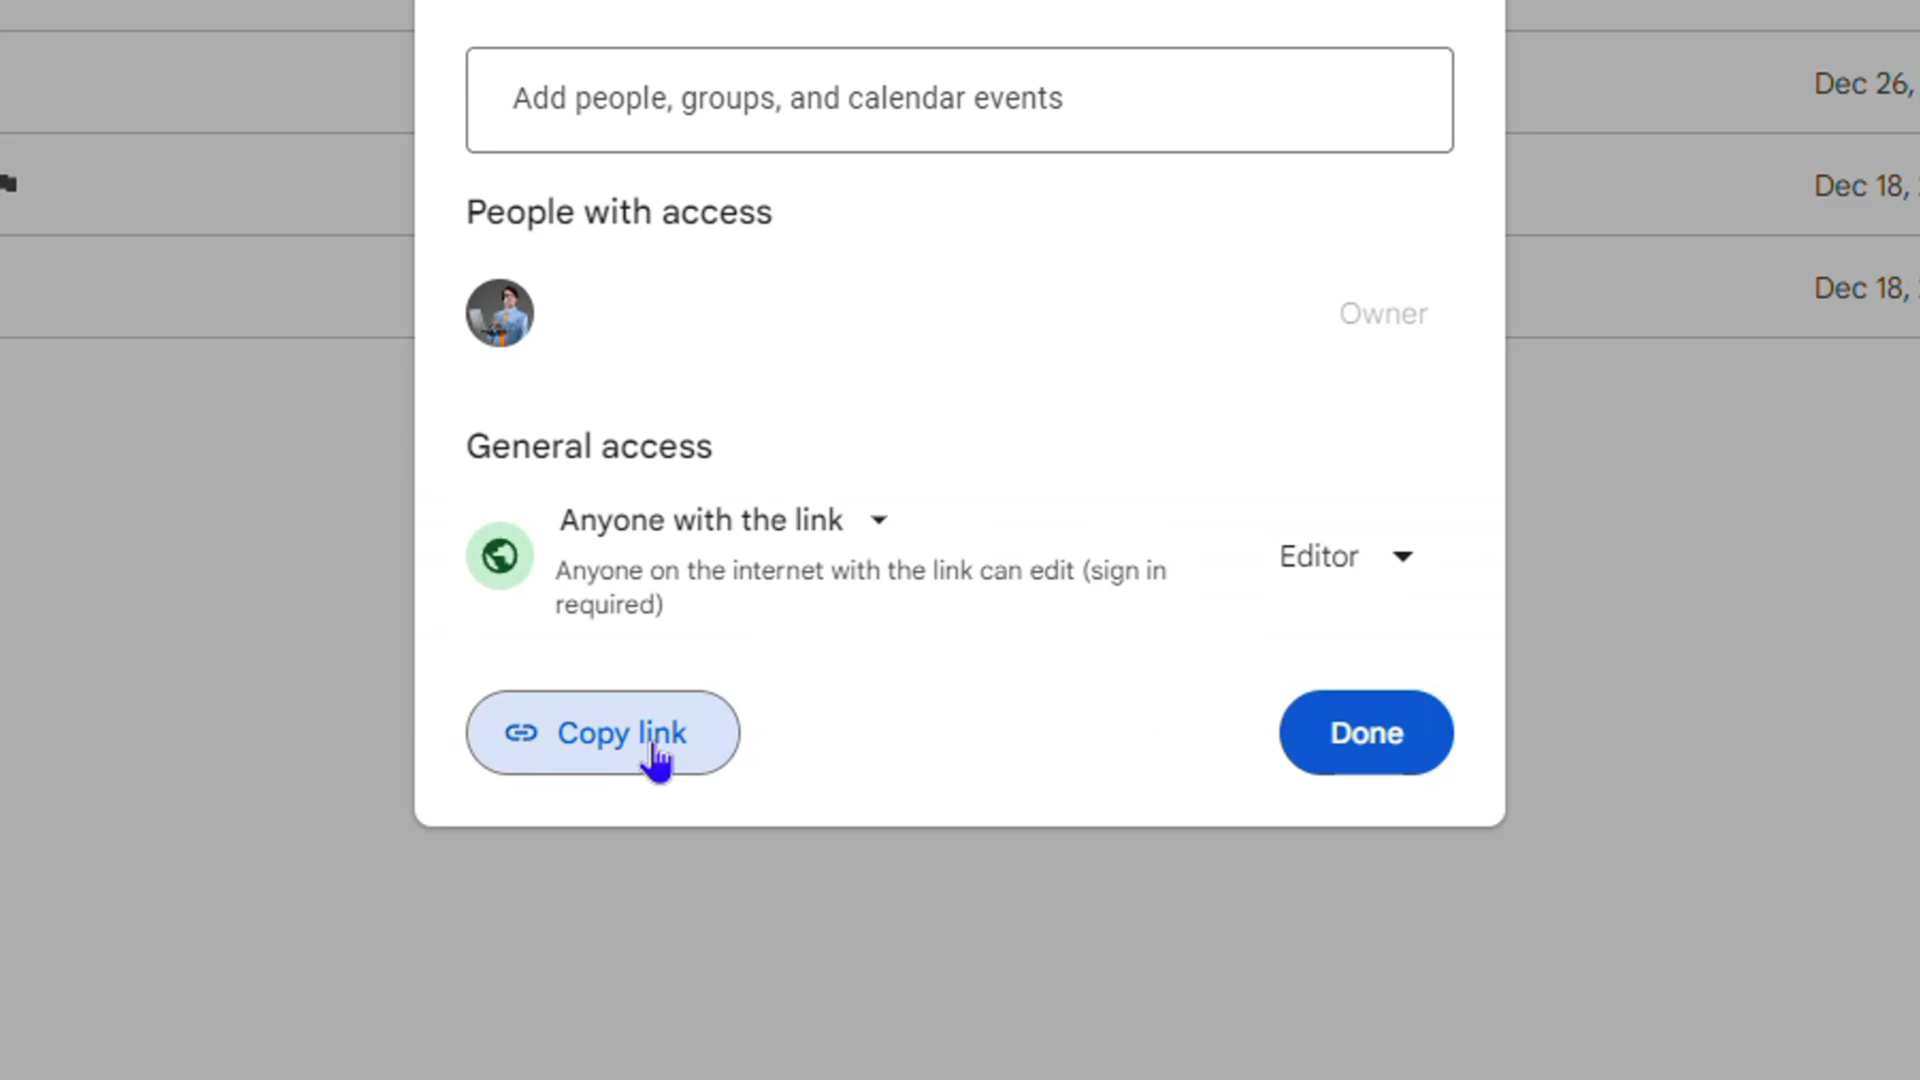 Add people, groups, and calendar events
Dec 26,
People with access
Dec 18,
Owner
Dec 18,
General access
Anyone with the link
Anyone on the internet with the link can edit (sign in
required)
Editor
Copy link
Done